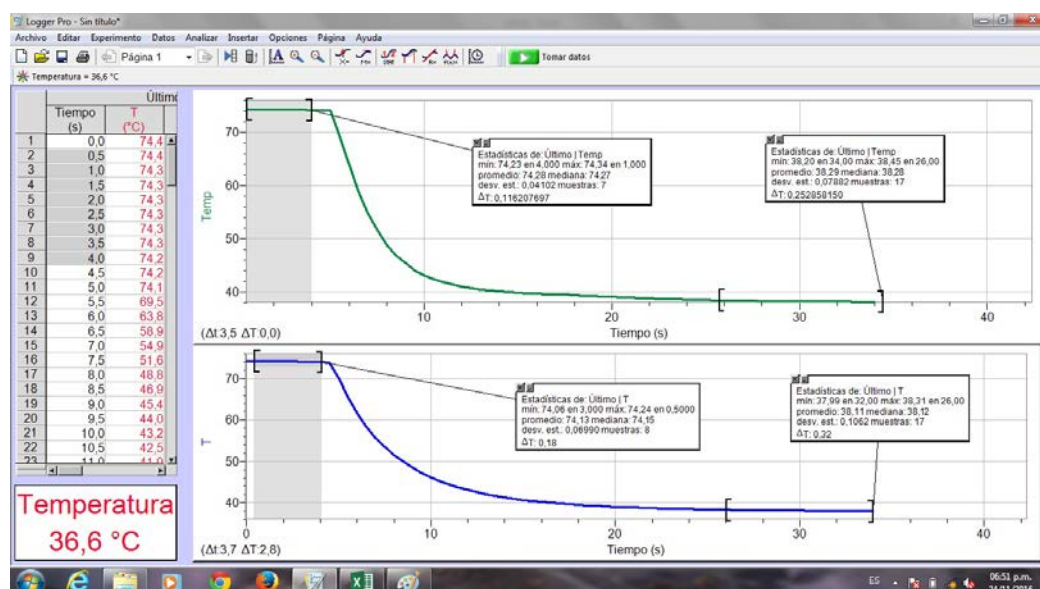 Logger Pro - Sin título*
Archivo Editar Experimento Datos Analizar Insertar Opciones Página Ayuda
Página 1
Tomar datos
Temperatura = 36,6 °C
Último
Tiempo T
(s) (°C)
1 0,0 74,4
2 0,5 74,4
3 1,0 74,3
4 1,5 74,3
5 2,0 74,3
6 2,5 74,3
7 3,0 74,3
8 3,5 74,3
9 4,0 74,2
10 4,5 74,2
11 5,0 74,1
12 5,5 69,5
13 6,0 63,8
14 6,5 58,9
15 7,0 54,9
16 7,5 51,6
17 8,0 48,8
18 8,5 46,9
19 9,0 45,4
20 9,5 44,0
21 10,0 43,2
22 10,5 42,5
23 11,0 41,9
Temperatura
36,6 °C
Temp
70
60
50
40
10 20 30 40
Tiempo (s)
(Δt:3,5 ΔT:0,0)
Estadísticas de: Último | Temp
mín: 74,23 en 4,000 máx: 74,34 en 1,000
promedio: 74,28 mediana: 74,27
desv. est.: 0,04102 muestras: 7
ΔT: 0,116207697
Estadísticas de: Último | Temp
mín: 38,20 en 34,00 máx: 38,45 en 26,00
promedio: 38,29 mediana: 38,28
desv. est.: 0,07882 muestras: 17
ΔT: 0,252858150
T
70
60
50
40
0 10 20 30 40
Tiempo (s)
(Δt:3,7 ΔT:2,8)
Estadísticas de: Último | T
mín: 74,06 en 3,000 máx: 74,24 en 0,5000
promedio: 74,13 mediana: 74,15
desv. est.: 0,06990 muestras: 8
ΔT: 0,18
Estadísticas de: Último | T
mín: 37,99 en 32,00 máx: 38,31 en 26,00
promedio: 38,11 mediana: 38,12
desv. est.: 0,1062 muestras: 17
ΔT: 0,32
ES
06:51 p.m.